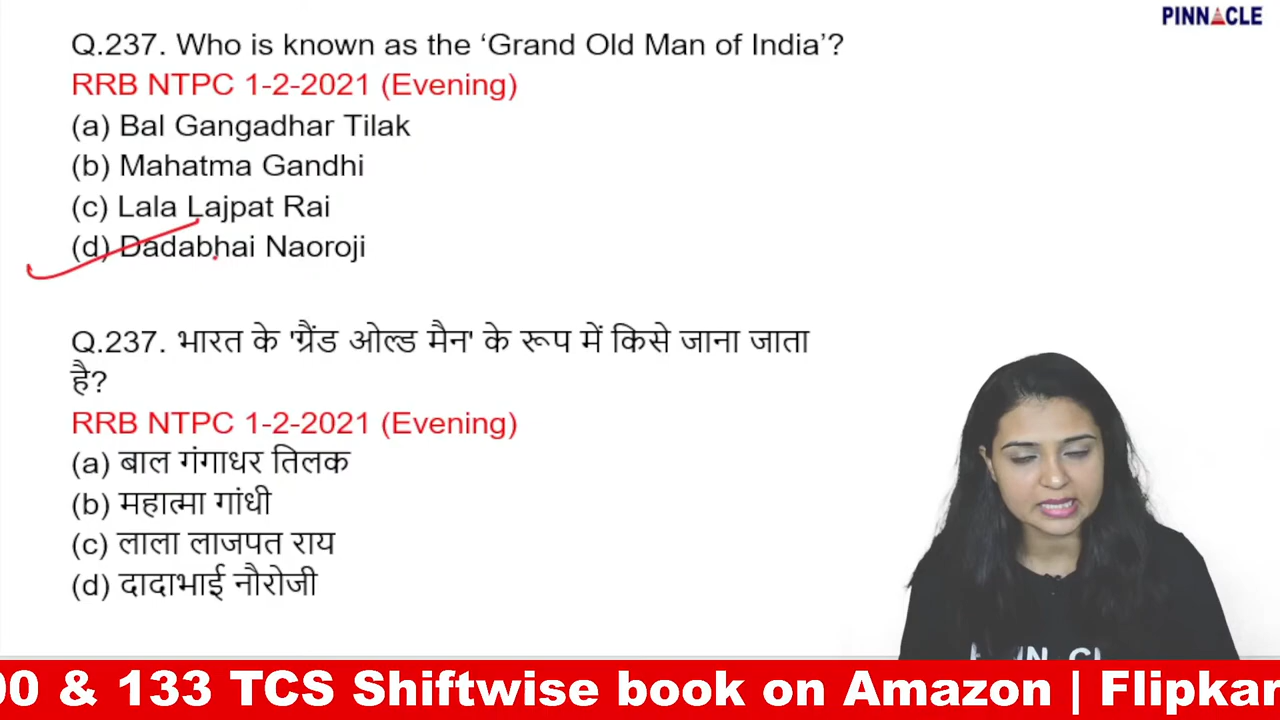 PINNACLE
Q.237. Who is known as the ‘Grand Old Man of India’?
RRB NTPC 1-2-2021 (Evening)
(a) Bal Gangadhar Tilak
(b) Mahatma Gandhi
(c) Lala Lajpat Rai
(d) Dadabhai Naoroji
Q.237. भारत के 'ग्रैंड ओल्ड मैन' के रूप में किसे जाना जाता
है?
RRB NTPC 1-2-2021 (Evening)
(a) बाल गंगाधर तिलक
(b) महात्मा गांधी
(c) लाला लाजपत राय
(d) दादाभाई नौरोजी
& 133 TCS Shiftwise book on Amazon |